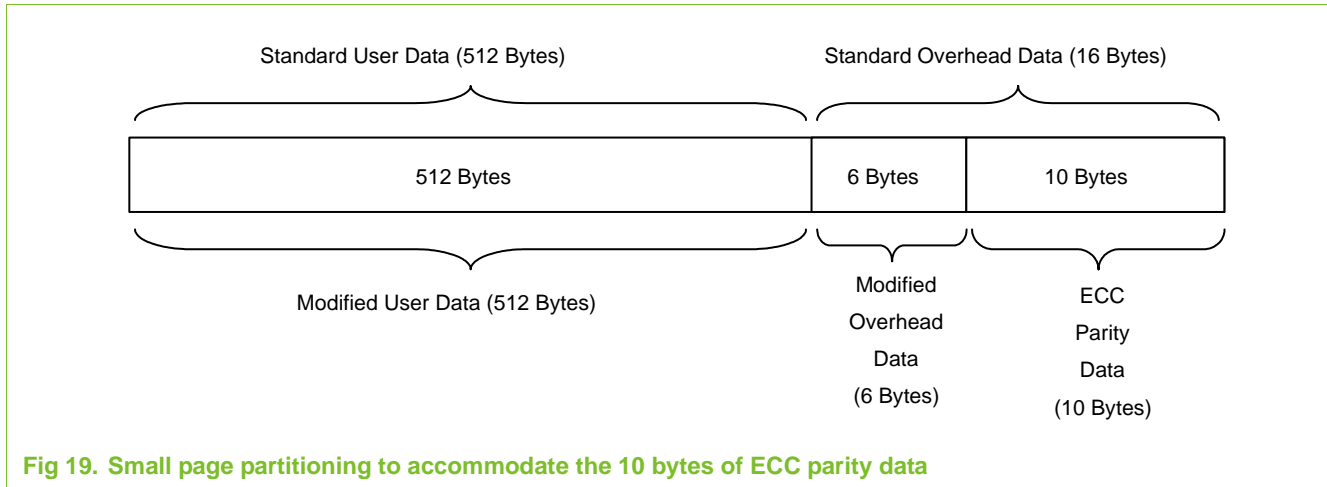 Standard User Data (512 Bytes)
Standard Overhead Data (16 Bytes)
512 Bytes
6 Bytes
10 Bytes
Modified User Data (512 Bytes)
Modified
Overhead
Data
(6 Bytes)
ECC
Parity
Data
(10 Bytes)
Fig 19. Small page partitioning to accommodate the 10 bytes of ECC parity data